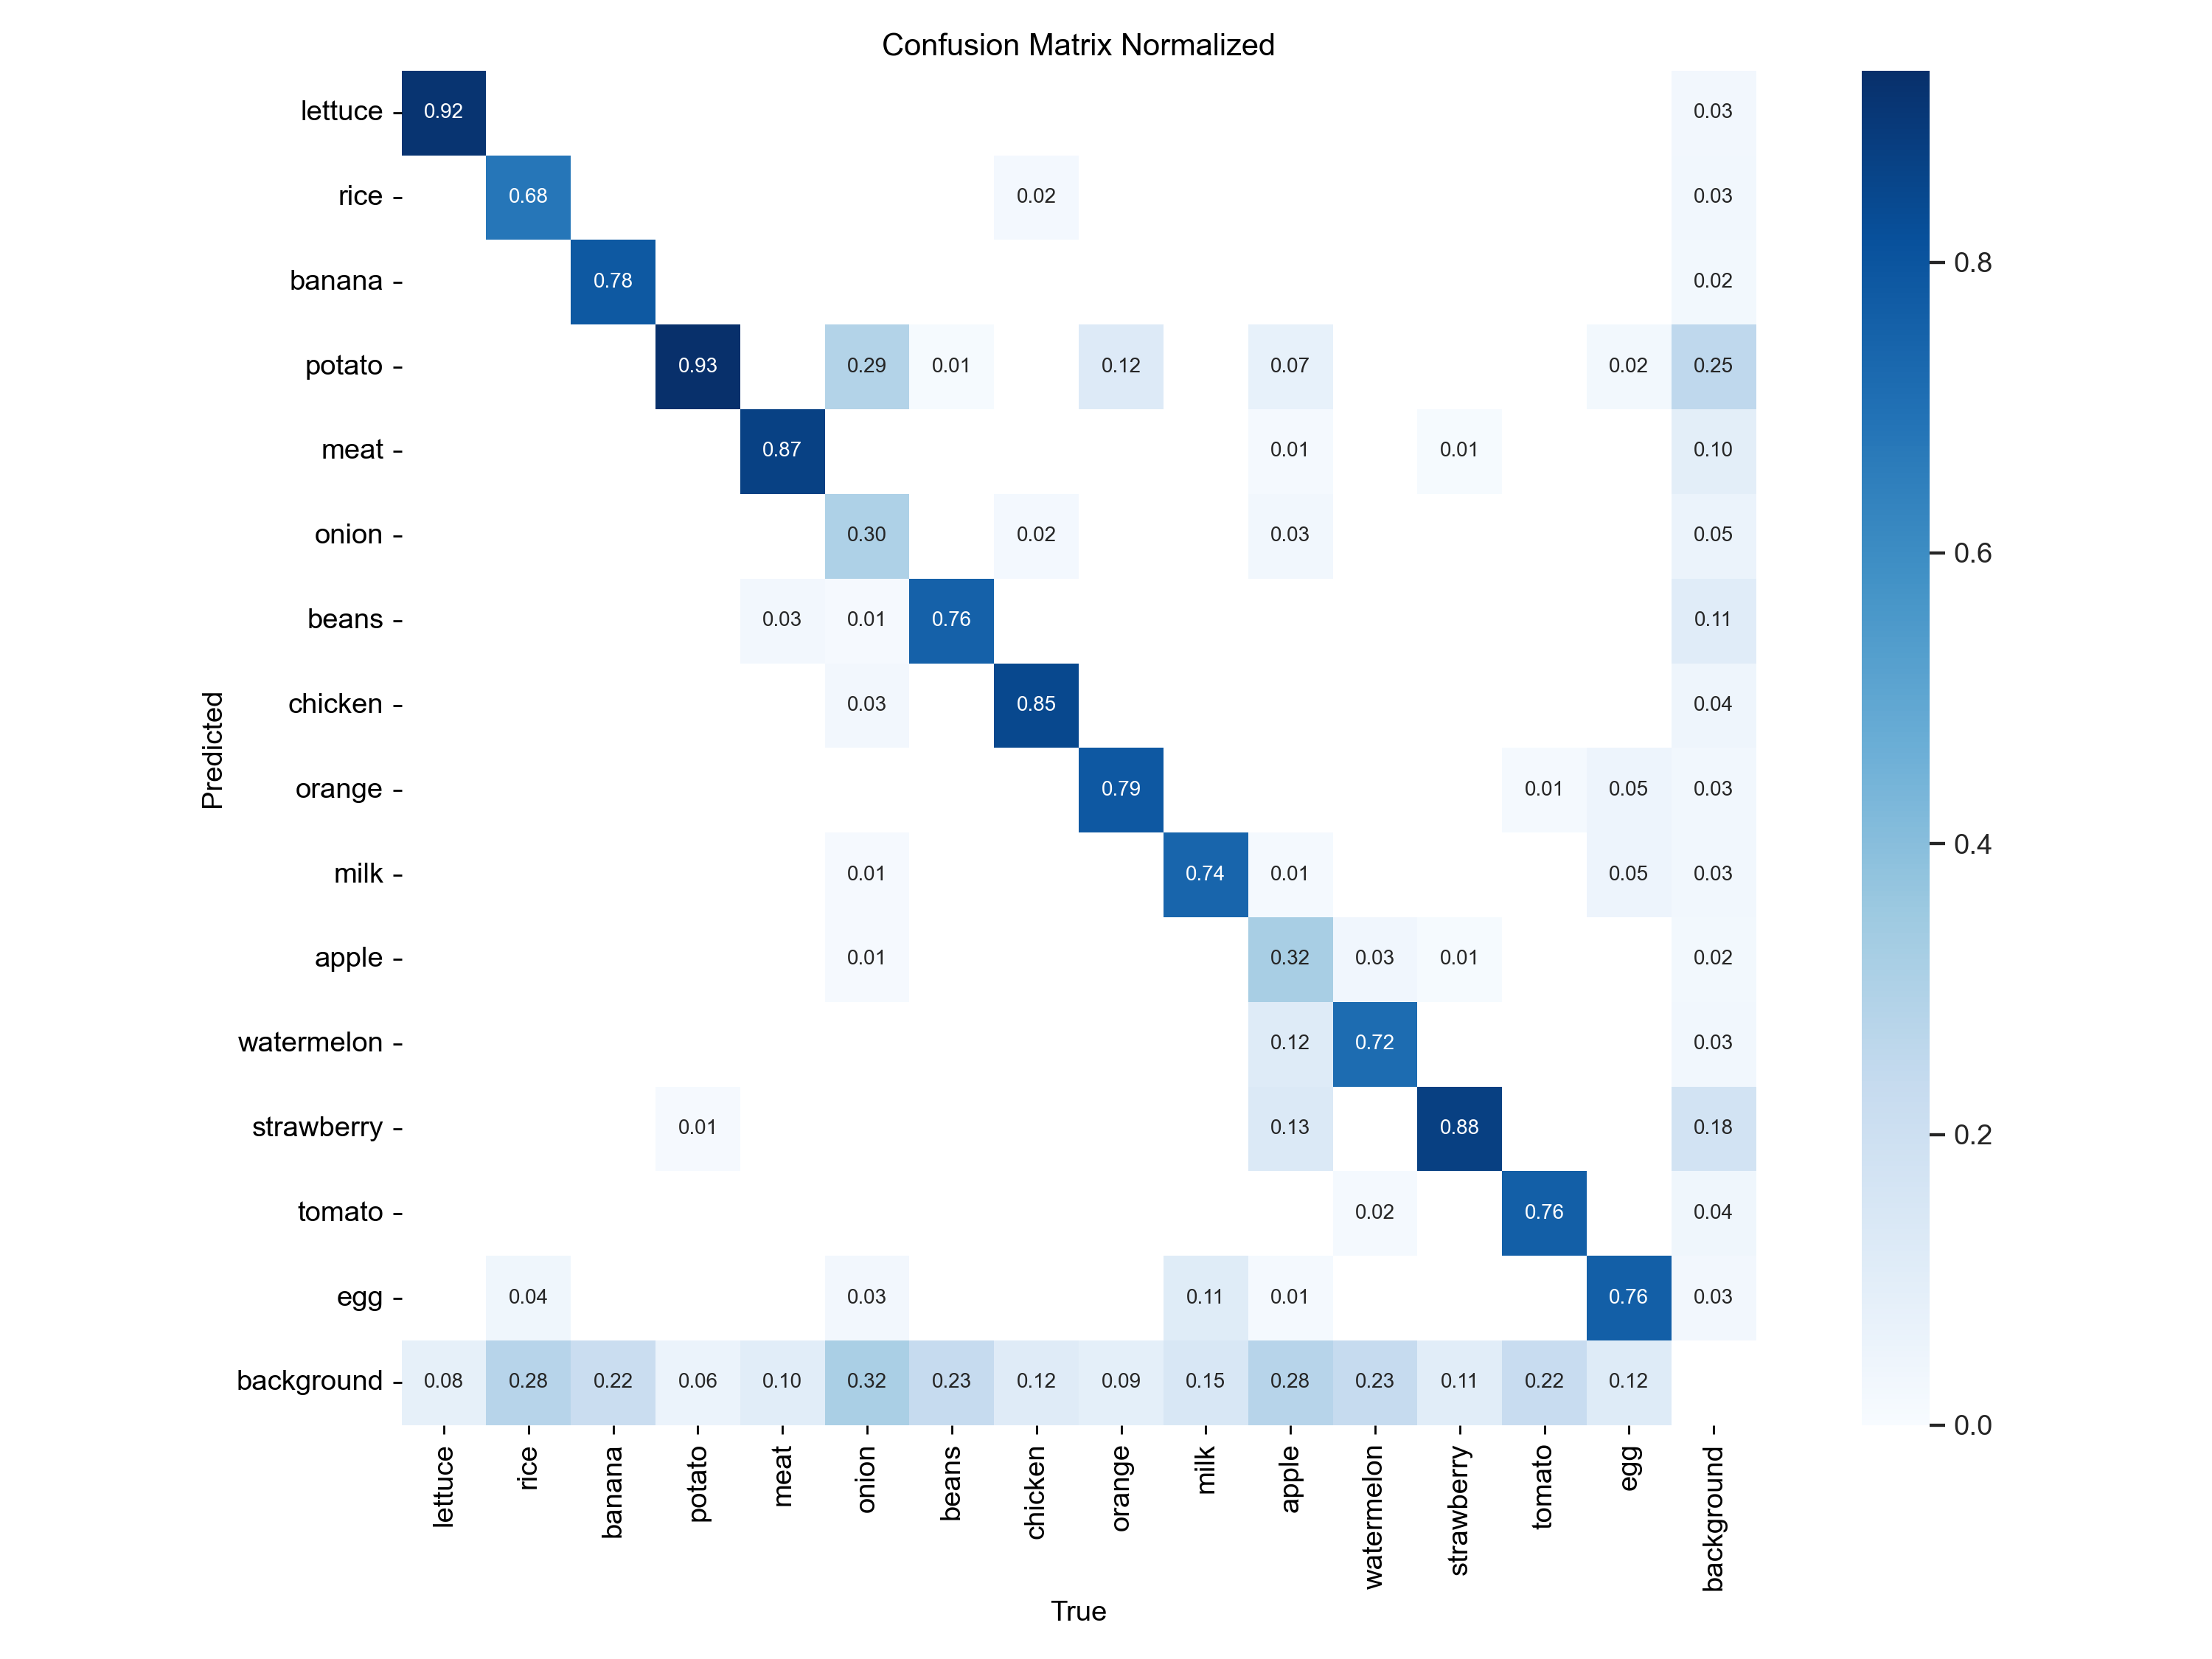 Confusion Matrix Normalized
lettuce 0.92 0.03
rice 0.68 0.02 0.03
banana 0.78 0.02
potato 0.93 0.29 0.01 0.12 0.07 0.02 0.25
meat 0.87 0.01 0.01 0.10
onion 0.30 0.02 0.03 0.05
beans 0.03 0.01 0.76 0.11
chicken 0.03 0.85 0.04
orange 0.79 0.01 0.05 0.03
milk 0.01 0.74 0.01 0.05 0.03
apple 0.01 0.32 0.03 0.01 0.02
watermelon 0.12 0.72 0.03
strawberry 0.01 0.13 0.88 0.18
tomato 0.02 0.76 0.04
egg 0.04 0.03 0.11 0.01 0.76 0.03
background 0.08 0.28 0.22 0.06 0.10 0.32 0.23 0.12 0.09 0.15 0.28 0.23 0.11 0.22 0.12
lettuce rice banana potato meat onion beans chicken orange milk apple watermelon strawberry tomato egg background
True
Predicted
0.8
0.6
0.4
0.2
0.0